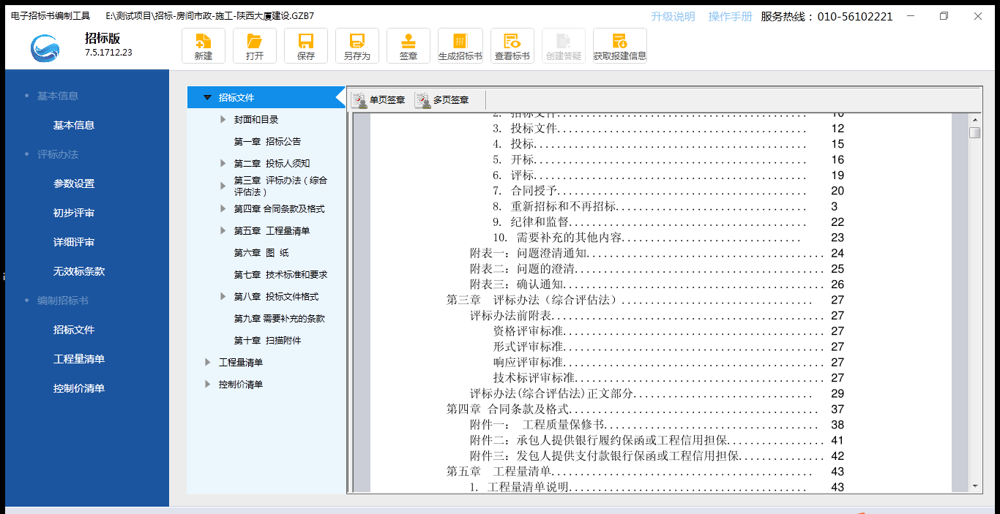 电子招标书编制工具 E:\测试项目\招标-房间市政-施工-陕西大厦建设.GZB7 升级说明 操作手册 服务热线：010-56102221
招标版
7.5.1712.23
新建 打开 保存 另存为 签章 生成招标书 查看标书 创建答疑 获取报建信息
基本信息
基本信息
评标办法
参数设置
初步评审
详细评审
无效标条款
编制招标书
招标文件
工程量清单
控制价清单
招标文件
封面和目录
第一章 招标公告
第二章 投标人须知
第三章 评标办法（综合
评估法）
第四章 合同条款及格式
第五章 工程量清单
第六章 图 纸
第七章 技术标准和要求
第八章 投标文件格式
第九章 需要补充的条款
第十章 扫描附件
工程量清单
控制价清单
单页签章 多页签章
2. 招标文件........................................... 10
3. 投标文件........................................... 12
4. 投标............................................... 15
5. 开标............................................... 16
6. 评标............................................... 19
7. 合同授予........................................... 20
8. 重新招标和不再招标................................. 3
9. 纪律和监督......................................... 22
10. 需要补充的其他内容............................... 23
附表一：问题澄清通知......................................... 24
附表二：问题的澄清........................................... 25
附表三：确认通知............................................. 26
第三章 评标办法（综合评估法）................................. 27
评标办法前附表............................................... 27
资格评审标准............................................. 27
形式评审标准............................................. 27
响应评审标准............................................. 27
技术标评审标准........................................... 27
评标办法(综合评估法)正文部分............................... 29
第四章 合同条款及格式........................................... 37
附件一： 工程质量保修书..................................... 38
附件二：承包人提供银行履约保函或工程信用担保................. 41
附件三：发包人提供支付款银行保函或工程信用担保............... 42
第五章 工程量清单............................................. 43
1. 工程量清单说明........................................... 43